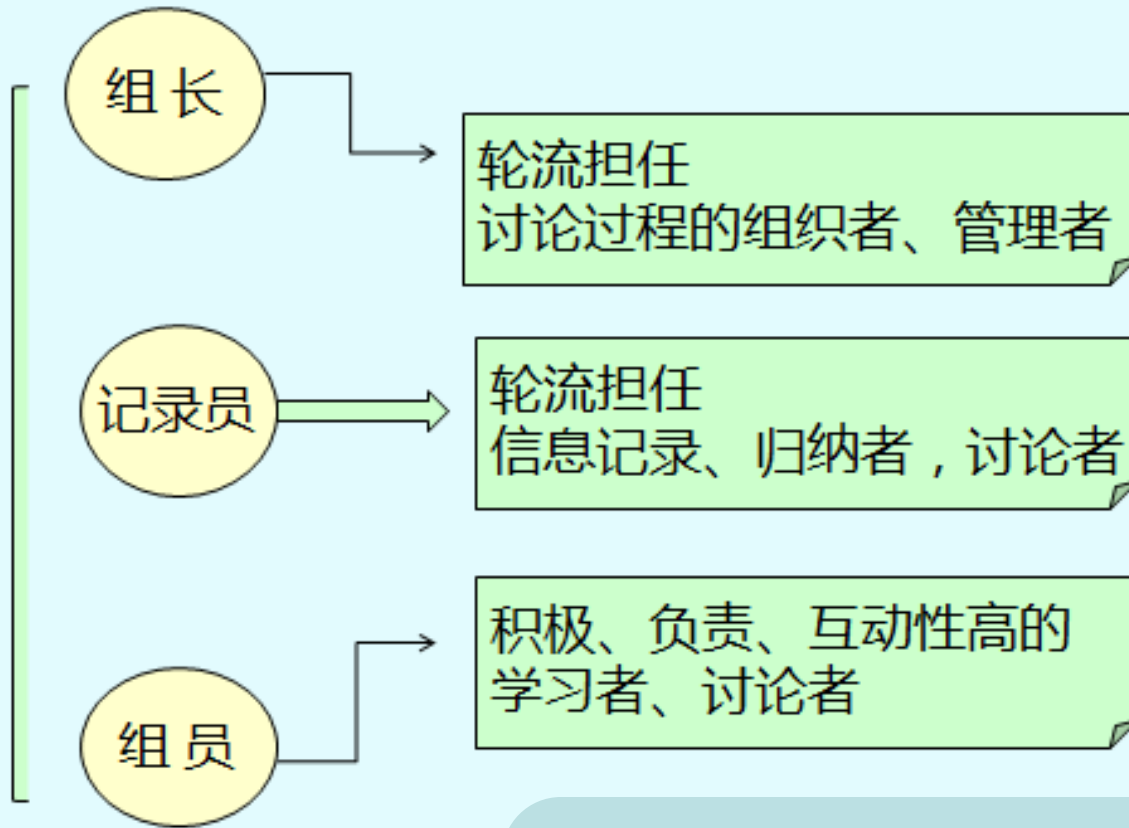 组长
轮流担任
讨论过程的组织者、管理者
记录员
轮流担任
信息记录、归纳者，讨论者
积极、负责、互动性高的
学习者、讨论者
组员